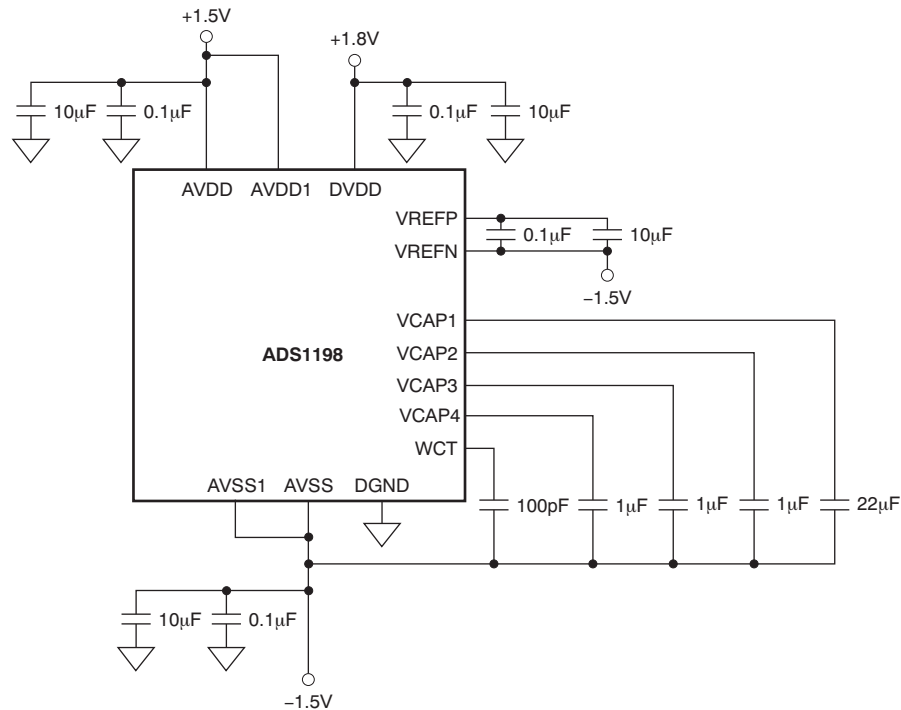 +1.5V
+1.8V
10μF
0.1μF
0.1μF
10μF
AVDD AVDD1 DVDD
VREFP
0.1μF
10μF
VREFN
−1.5V
VCAP1
ADS1198
VCAP2
VCAP3
VCAP4
WCT
AVSS1 AVSS DGND
100pF
1μF
1μF
1μF
22μF
10μF
0.1μF
−1.5V